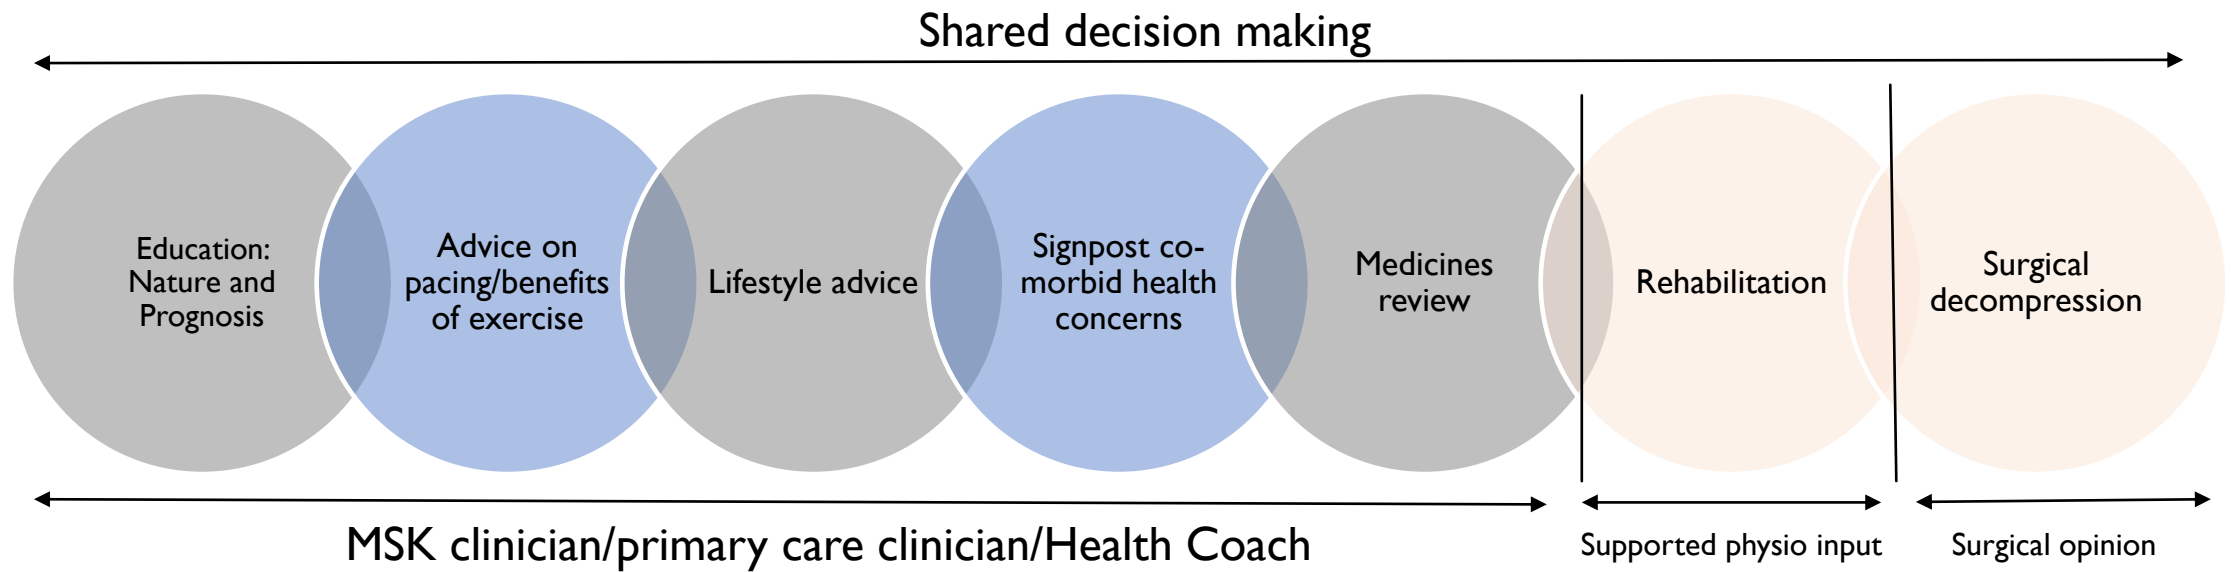 Shared decision making
Education:
Nature and
Prognosis
Advice on
pacing/benefits
of exercise
Lifestyle advice
Signpost co-
morbid health
concerns
Medicines
review
Rehabilitation
Surgical
decompression
MSK clinician/primary care clinician/Health Coach
Supported physio input
Surgical opinion